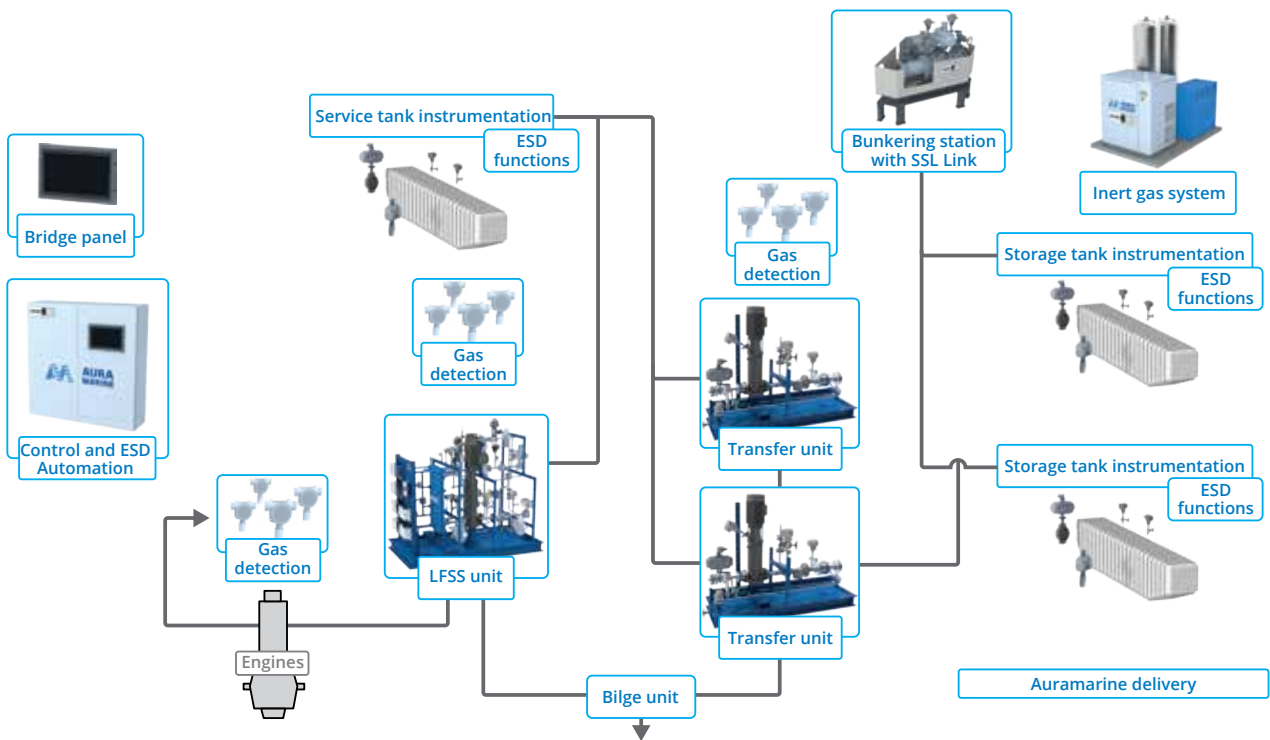 Service tank instrumentation
ESD
functions
Bunkering station
with SSL Link
Inert gas system
Bridge panel
Gas
detection
Storage tank instrumentation
ESD
functions
AURA
MARINE
Control and ESD
Automation
Gas
detection
Transfer unit
Storage tank instrumentation
ESD
functions
Gas
detection
LFSS unit
Transfer unit
Engines
Bilge unit
Auramarine delivery